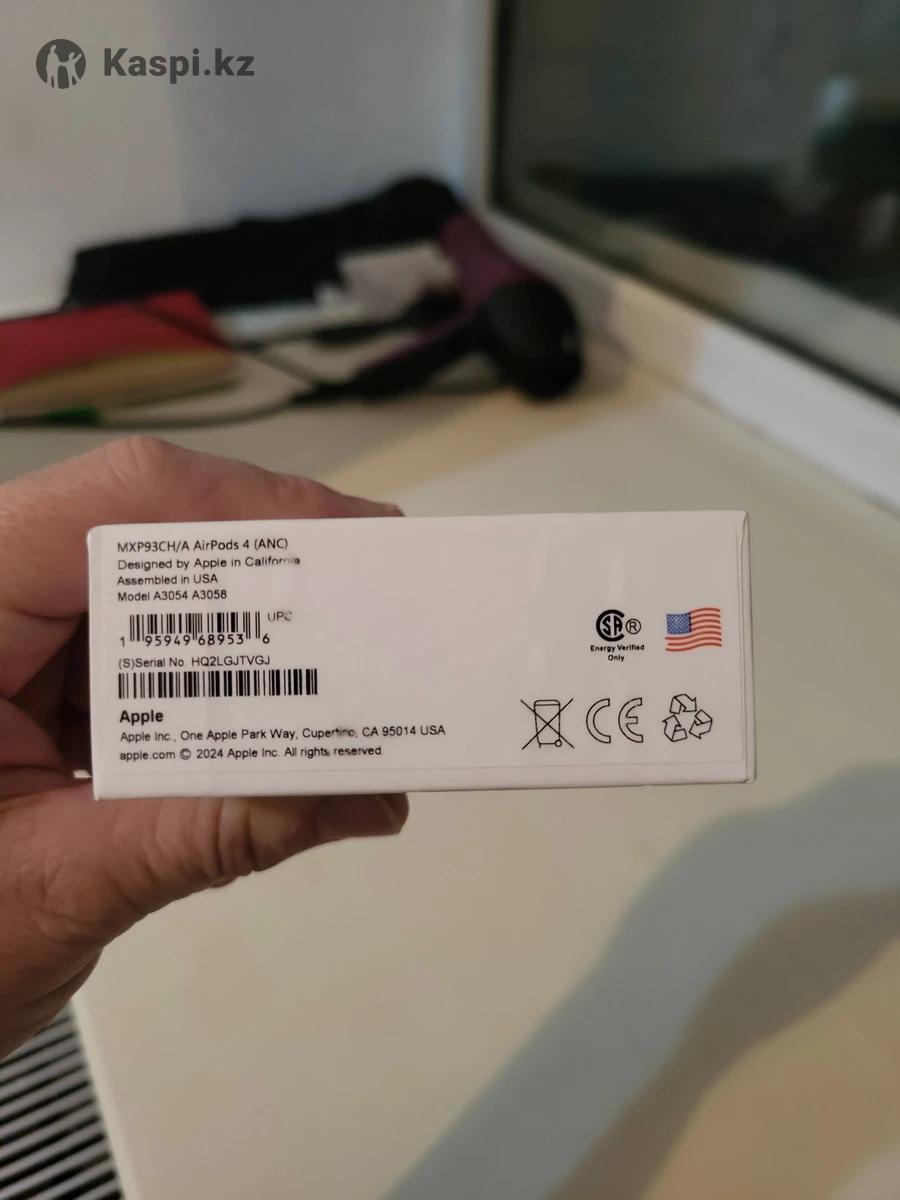 Kaspi.kz
MXP93CH/A AirPods 4 (ANC)
Designed by Apple in California
Assembled in USA
Model A3054 A3058
UPC
1 95949 68953 6
(S)Serial No. HQ2LGJTVGJ
Apple
Apple Inc., One Apple Park Way, Cupertino, CA 95014 USA
apple.com © 2024 Apple Inc. All rights reserved
SA ®
Energy Verified
Only
CE